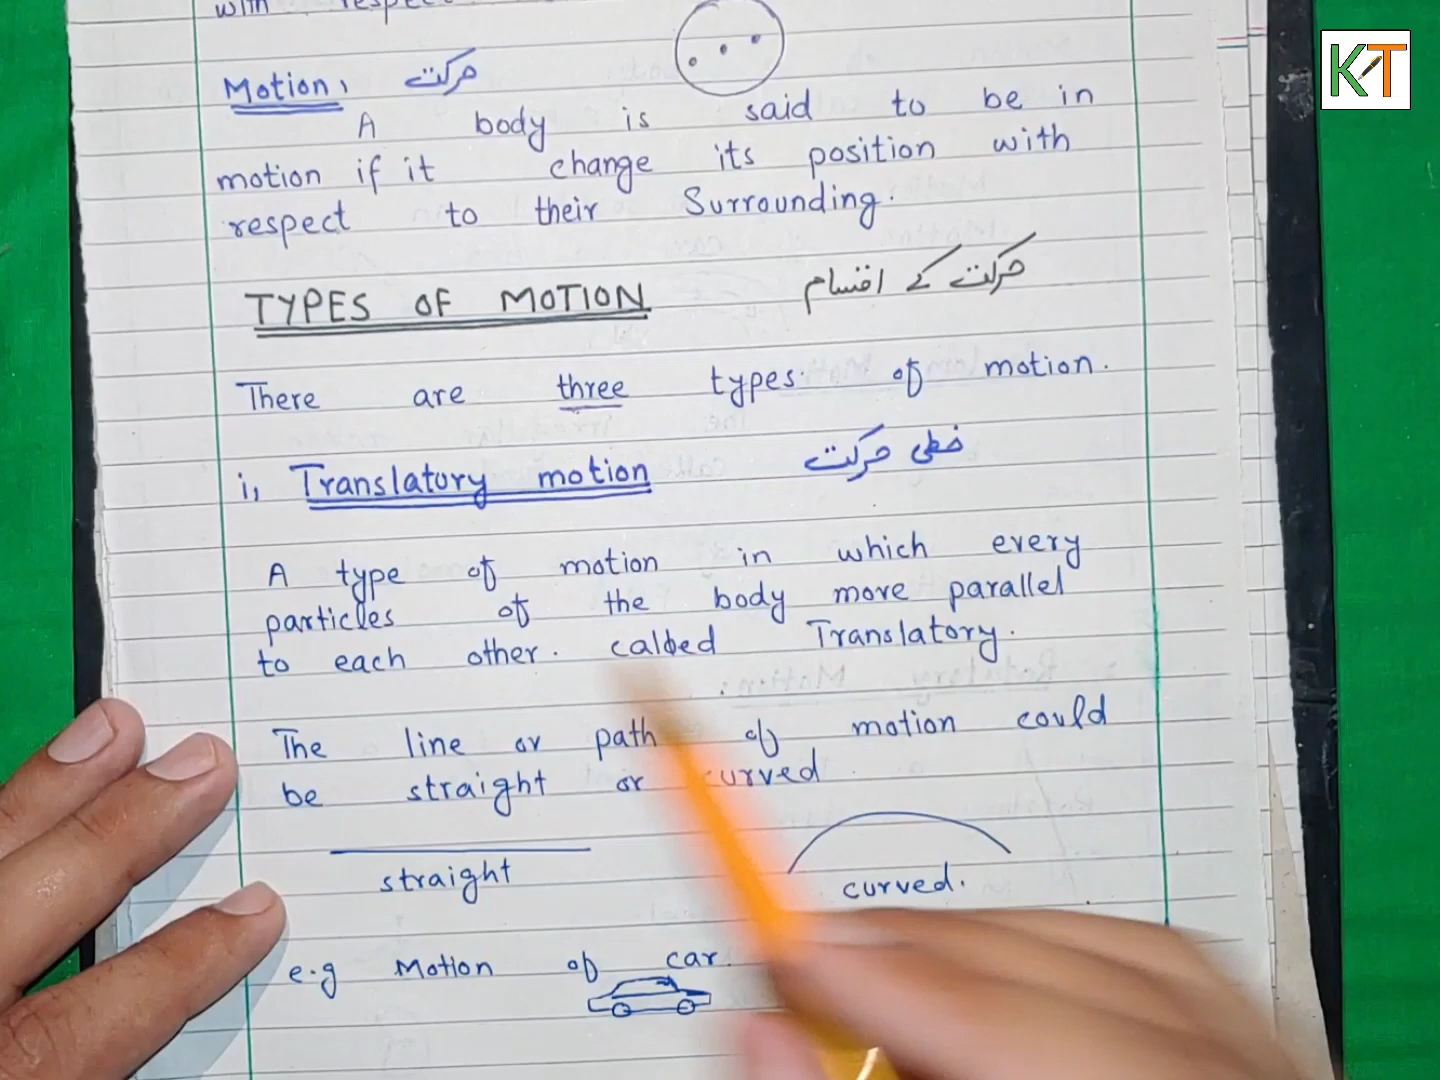 with respec
Motion, حرکت
A body is said to be in
motion if it change its position with
respect to their Surrounding.
TYPES OF MOTION حرکت کے اقسام
There are three types of motion.
i, Translatory motion خطی حرکت
A type of motion in which every
particles of the body move parallel
to each other. called Translatory.
The line or path of motion could
be straight or curved
straight curved.
e.g Motion of car.
KT